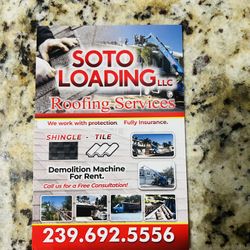 SOTO
LOADING LLC
Roofing Services
We work with protection Fully Insurance.
SHINGLE - TILE
Demolition Machine
For Rent.
Call us for a Free Consultation!
239.692.5556